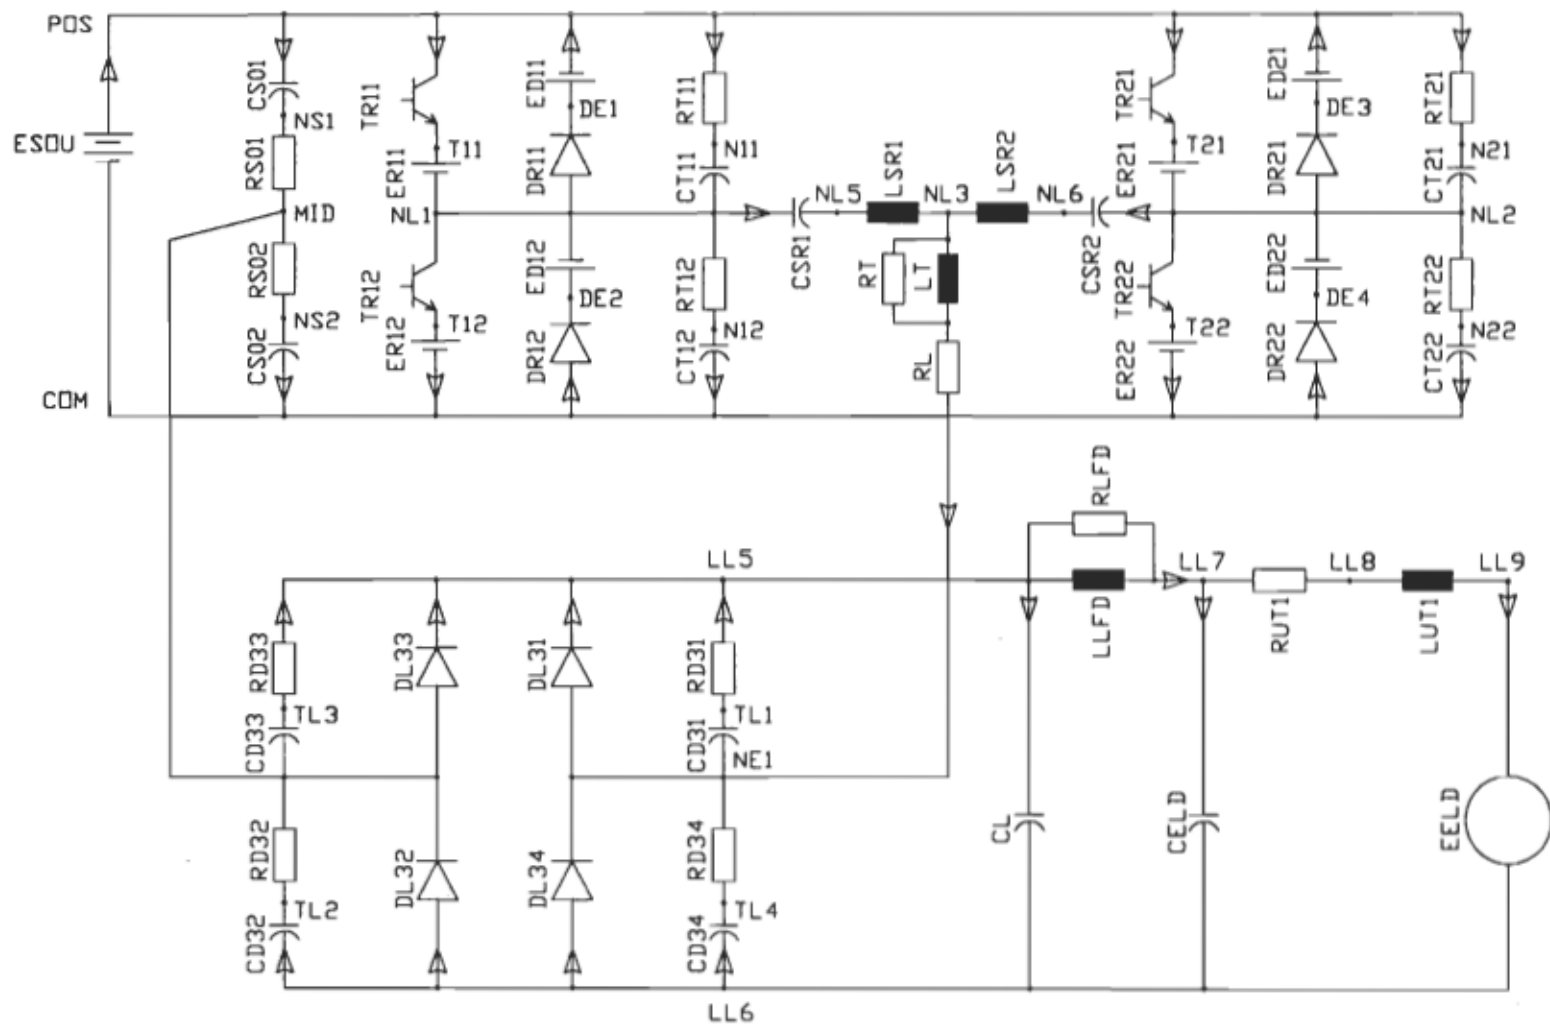 POS
ESOU
COM
CS01
NS1
RS01
MID
RS02
NS2
CS02
TR11
T11
ER11
NL1
TR12
T12
ER12
ED11
DE1
DR11
ED12
DE2
DR12
RT11
N11
CT11
RT12
N12
CT12
CSR1
NL5
LSR1
NL3
LSR2
NL6
CSR2
RT
LT
RL
TR21
T21
ER21
TR22
T22
ER22
ED21
DE3
DR21
ED22
DE4
DR22
RT21
N21
CT21
NL2
RT22
N22
CT22
LL5
RD33
TL3
CD33
RD32
TL2
CD32
DL33
DL32
DL31
DL34
RD31
TL1
CD31
NE1
RD34
TL4
CD34
LL6
RLFD
LLFD
LL7
RUT1
LL8
LUT1
LL9
CL
CELD
EELD